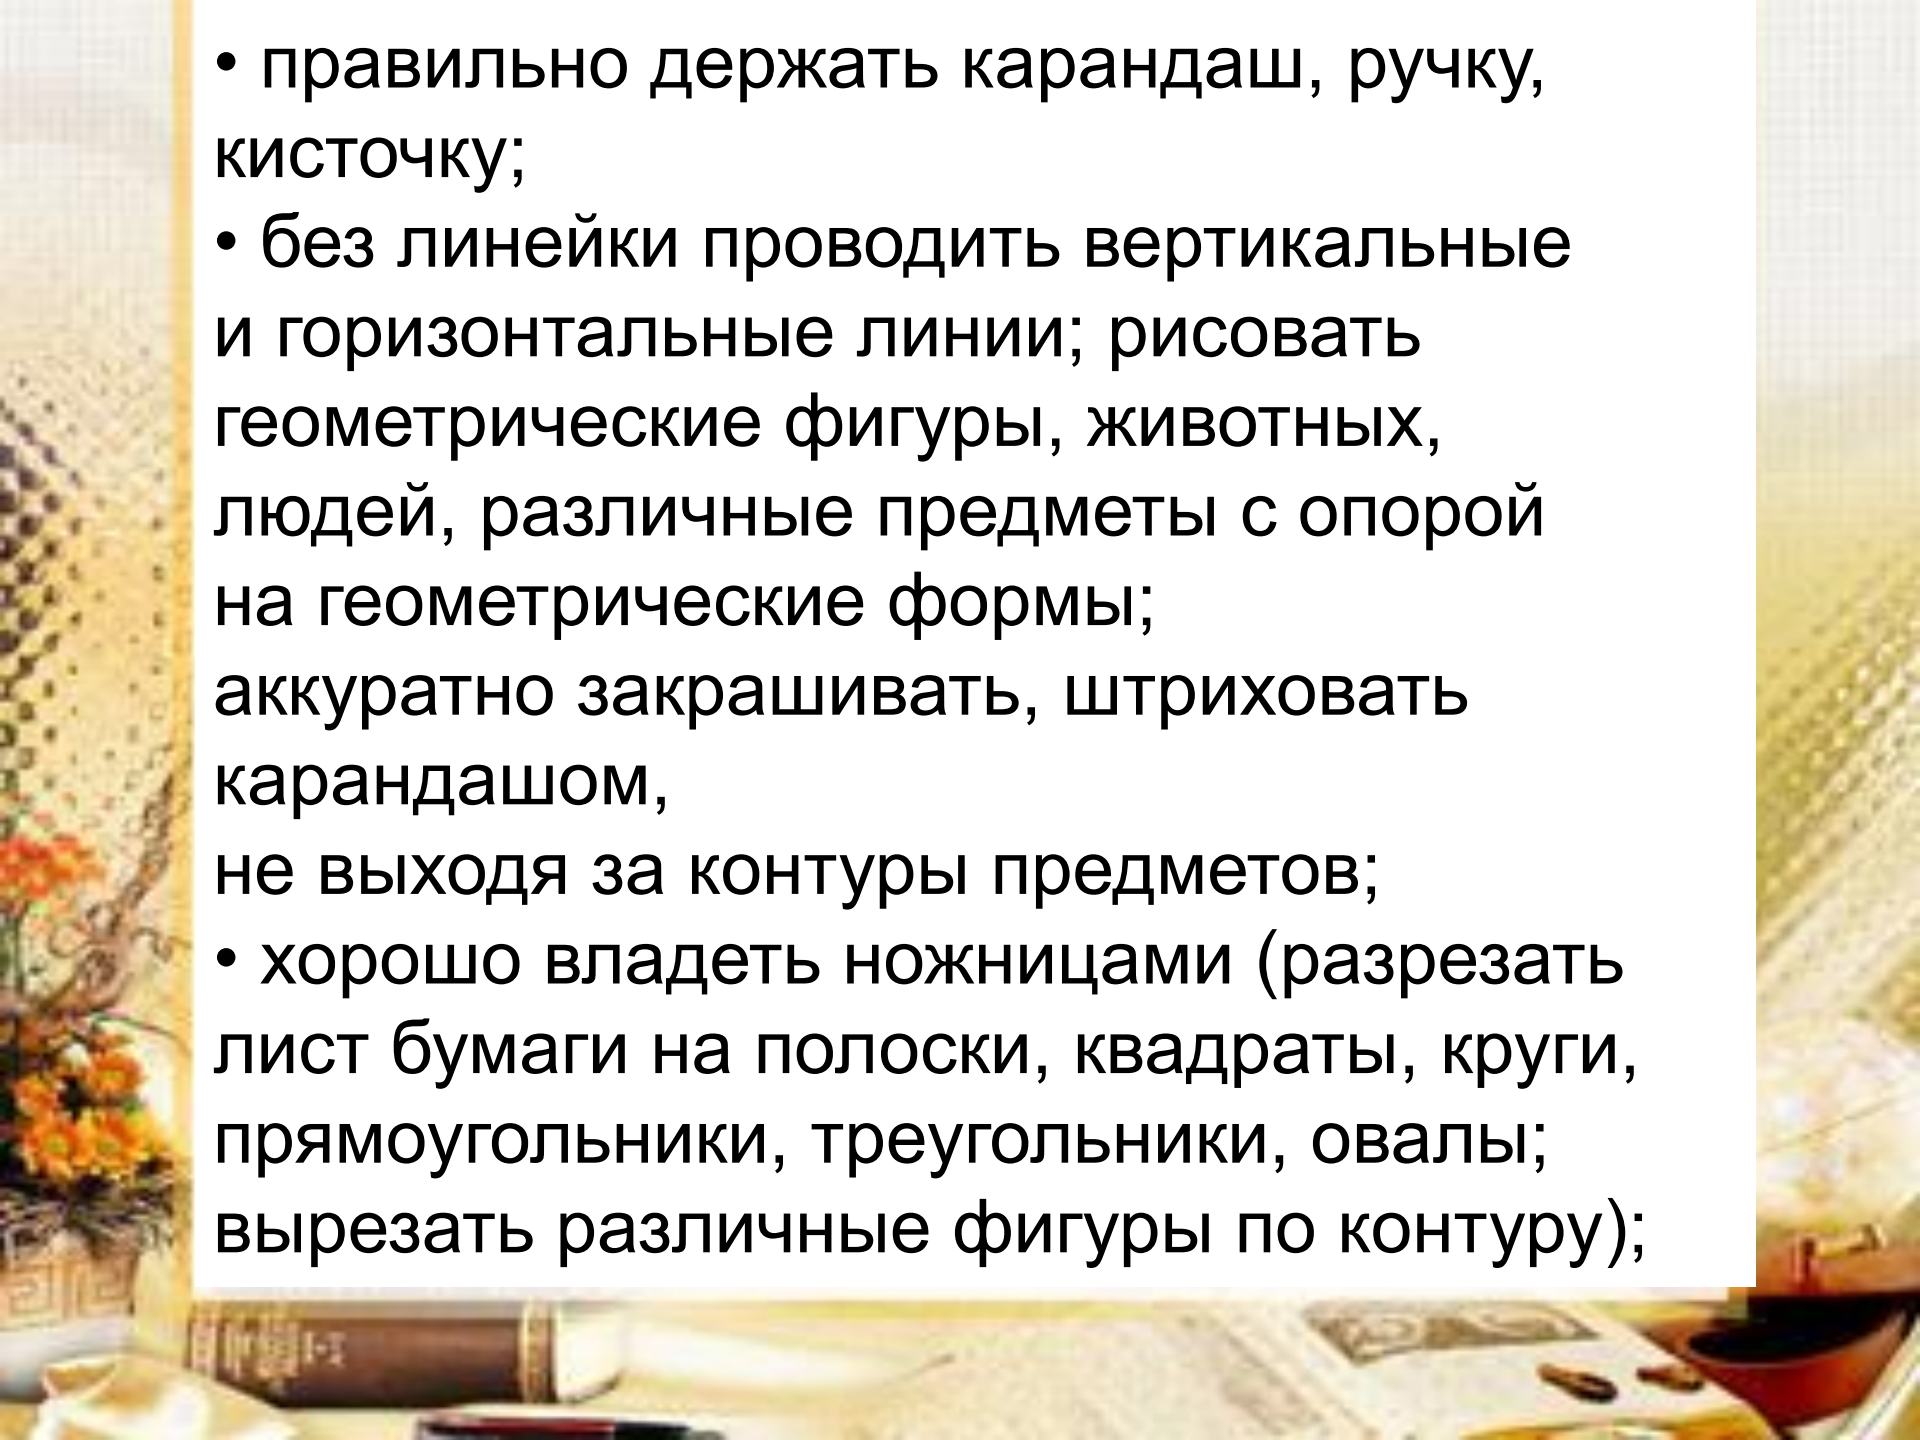 • правильно держать карандаш, ручку,
кисточку;
• без линейки проводить вертикальные
и горизонтальные линии; рисовать
геометрические фигуры, животных,
людей, различные предметы с опорой
на геометрические формы;
аккуратно закрашивать, штриховать
карандашом,
не выходя за контуры предметов;
• хорошо владеть ножницами (разрезать
лист бумаги на полоски, квадраты, круги,
прямоугольники, треугольники, овалы;
вырезать различные фигуры по контуру);